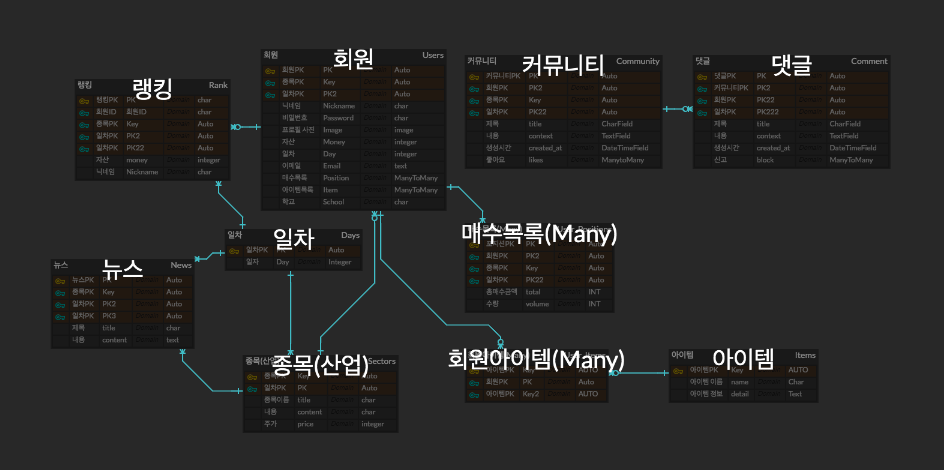 회원 Users
회원
회원PK PK Auto
종목PK Key Auto
일차PK PK2 Auto
닉네임 Nickname char
비밀번호 Password char
프로필 사진 Image image
자산 Money integer
일차 Day integer
이메일 Email text
매수목록 Position ManyToMany
아이템목록 Item ManyToMany
학교 School char
커뮤니티 Community
커뮤니티
커뮤니티PK PK Auto
회원PK PK2 Auto
종목PK Key Auto
일차PK PK22 Auto
제목 title CharField
내용 context TextField
생성시간 created_at DateTimeField
좋아요 likes ManytoMany
댓글 Comment
댓글
댓글PK PK Auto
커뮤니티PK PK2 Auto
회원PK PK22 Auto
종목PK PK222 Auto
제목 title CharField
내용 context TextField
생성시간 created_at DateTimeField
신고 block ManyToMany
랭킹 Rank
랭킹
랭킹PK PK char
회원ID 회원ID char
종목PK Key Auto
일차PK PK2 Auto
일차PK PK22 Auto
자산 money integer
닉네임 Nickname char
일차 Days
일차
일차PK Auto
일자 Day Integer
매수목록(Many)
PK Auto
회원PK PK2 Auto
종목PK Key Auto
일차PK PK22 Auto
총매수금액 total INT
수량 volume INT
뉴스 News
뉴스
뉴스PK PK Auto
종목PK Key Auto
일차PK PK2 Auto
일차PK PK3 Auto
제목 title char
내용 content text
종목(산업) Sectors
종목(산업)
종목PK Key Auto
일차PK PK Auto
종목이름 title char
내용 content char
주가 price integer
회원아이템(Many)
아이템PK Key AUTO
회원PK PK Auto
아이템PK Key2 AUTO
아이템 Items
아이템
아이템PK Key AUTO
아이템 이름 name Char
아이템 정보 detail Text